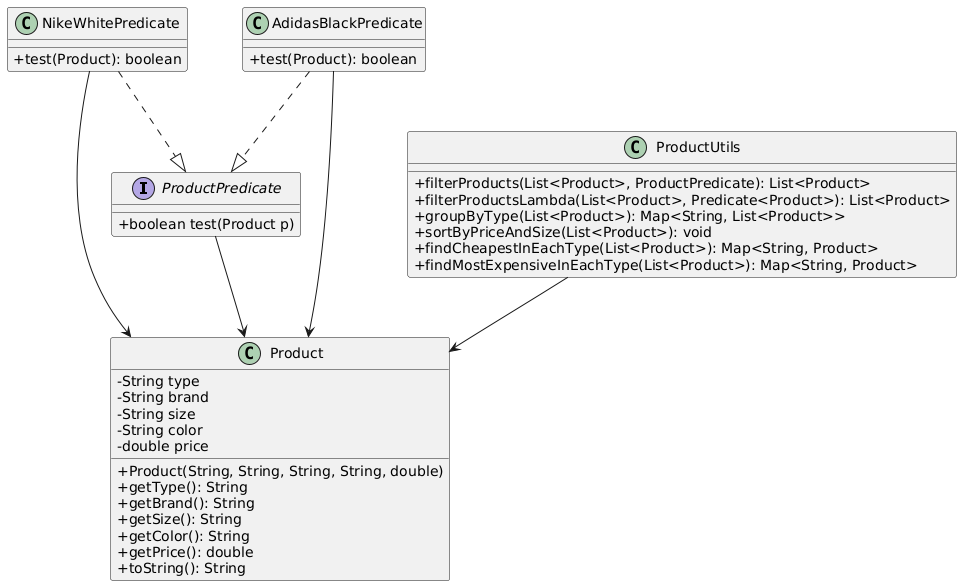 C NikeWhitePredicate
+test(Product): boolean
C AdidasBlackPredicate
+test(Product): boolean
C ProductUtils
+filterProducts(List<Product>, ProductPredicate): List<Product>
+filterProductsLambda(List<Product>, Predicate<Product>): List<Product>
+groupByType(List<Product>): Map<String, List<Product>>
+sortByPriceAndSize(List<Product>): void
+findCheapestInEachType(List<Product>): Map<String, Product>
+findMostExpensiveInEachType(List<Product>): Map<String, Product>
I ProductPredicate
+boolean test(Product p)
C Product
-String type
-String brand
-String size
-String color
-double price
+Product(String, String, String, String, double)
+getType(): String
+getBrand(): String
+getSize(): String
+getColor(): String
+getPrice(): double
+toString(): String